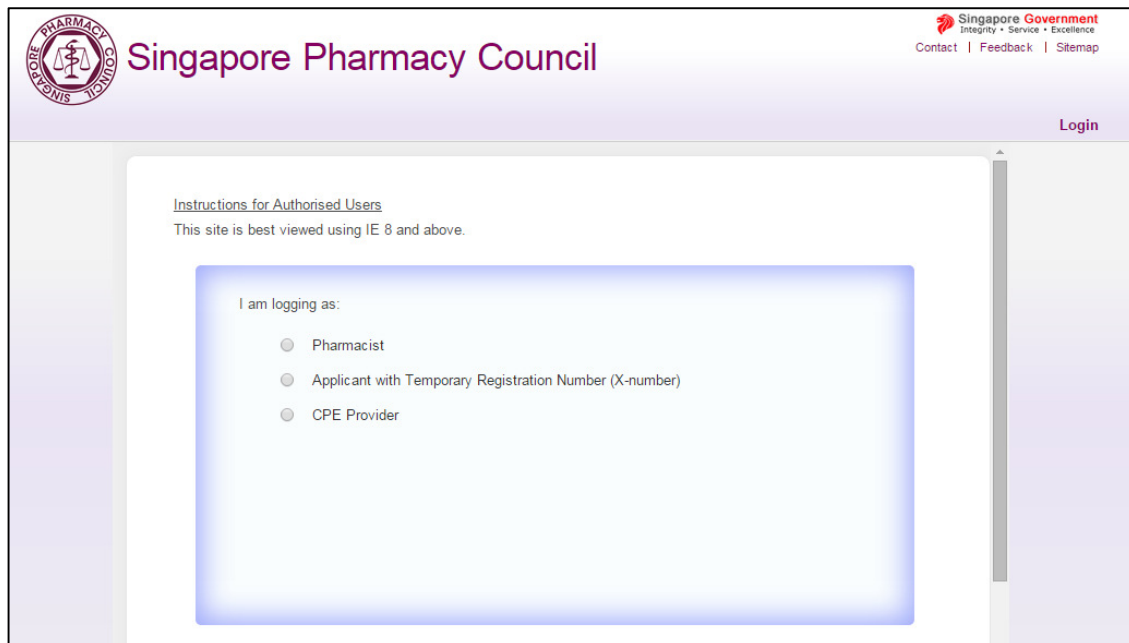 SINGAPORE PHARMACY COUNCIL
Singapore Pharmacy Council
Singapore Government
Integrity • Service • Excellence
Contact | Feedback | Sitemap
Login
Instructions for Authorised Users
This site is best viewed using IE 8 and above.
I am logging as:
Pharmacist
Applicant with Temporary Registration Number (X-number)
CPE Provider